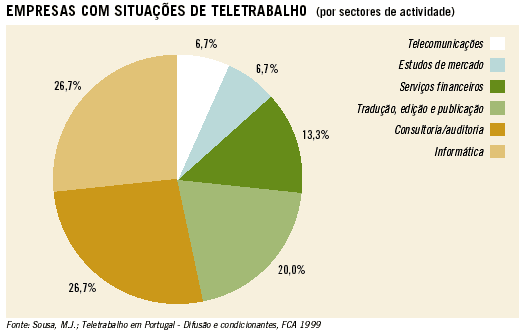 EMPRESAS COM SITUAÇÕES DE TELETRABALHO (por sectores de actividade)
6,7%
6,7%
13,3%
20,0%
26,7%
26,7%
Telecomunicações
Estudos de mercado
Serviços financeiros
Tradução, edição e publicação
Consultoria/auditoria
Informática
Fonte: Sousa, M.J.; Teletrabalho em Portugal - Difusão e condicionantes, FCA 1999